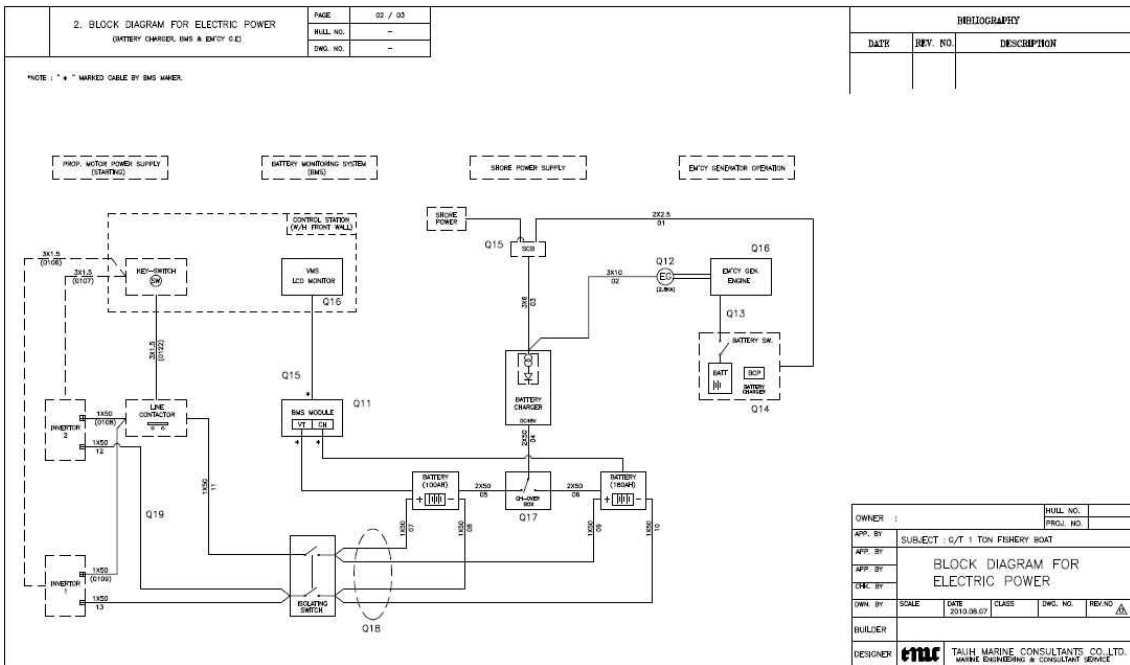 2. BLOCK DIAGRAM FOR ELECTRIC POWER
(BATTERY CHARGER, BMS & EM'CY G.E)
PAGE 02 / 03
HULL NO. -
DWG. NO. -
BIBLIOGRAPHY
DATE REV. NO. DESCRIPTION
*NOTE : " * " MARKED CABLE BY BMS MAKER.
PROP. MOTOR POWER SUPPLY
(STARTING)
BATTERY MONITORING SYSTEM
(BMS)
SHORE POWER SUPPLY
EM'CY GENERATOR OPERATION
CONTROL STATION
(W/H FRONT WALL)
SHORE
POWER
2X2.5
01
Q15
SCB
3X1.5
(0106)
3X1.5
(0107)
KEY-SWITCH
SW
VMS
LCD MONITOR
Q16
3X10
02
Q12
EG
Q16
EM'CY GEN.
ENGINE
3X6
03
Q13
3X1.5
(0122)
BATTERY SW.
BATT
BCP
BATTERY
CHARGER
Q14
Q15
*
BATTERY
CHARGER
DC48V
Q11
BMS MODULE
VT CN
* *
LINE
CONTACTOR
INVERTOR
2
1X50
(0108)
1X50
12
2X50
04
1X50
11
BATTERY
(100AH)
+ -
2X50
05
CH-OVER
BOX
Q17
2X50
06
BATTERY
(160AH)
+ -
Q19
1X50
07
1X50
08
1X50
09
1X50
10
INVERTOR
1
1X50
(0109)
1X50
13
ISOLATING
SWITCH
Q18
OWNER :
HULL NO.
PROJ. NO.
APP. BY
SUBJECT : G/T 1 TON FISHERY BOAT
APP. BY
APP. BY
CHK. BY
BLOCK DIAGRAM FOR
ELECTRIC POWER
DWN. BY SCALE DATE 2010.08.07 CLASS DWG. NO. REV.NO
BUILDER
DESIGNER tmc TAUH MARINE CONSULTANTS CO.,LTD.
MARINE ENGINEERING & CONSULTANT SERVICE